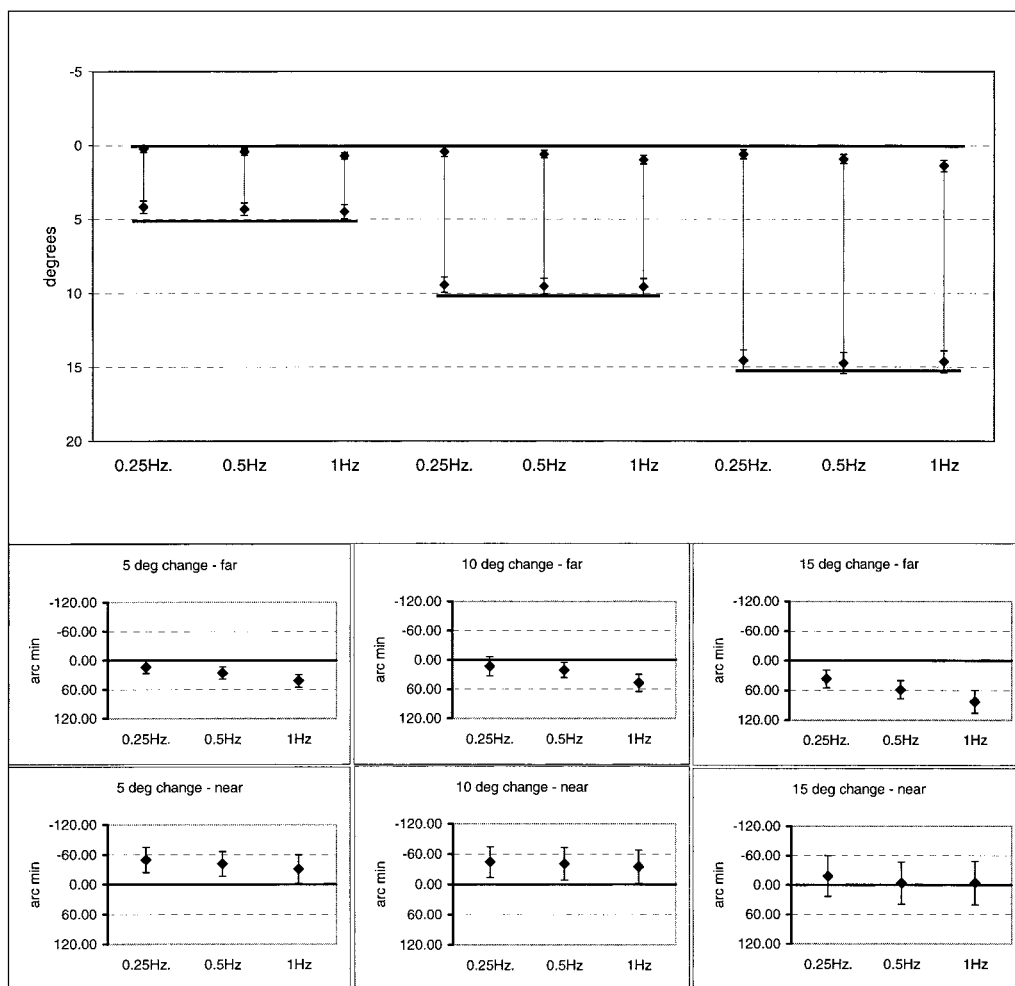 -5
0
5
10
15
20
degrees
0.25Hz. 0.5Hz 1Hz 0.25Hz. 0.5Hz 1Hz 0.25Hz. 0.5Hz 1Hz
5 deg change - far
-120.00
-60.00
0.00
60.00
120.00
arc min
0.25Hz. 0.5Hz 1Hz
10 deg change - far
-120.00
-60.00
0.00
60.00
120.00
arc min
0.25Hz. 0.5Hz 1Hz
15 deg change - far
-120.00
-60.00
0.00
60.00
120.00
arc min
0.25Hz. 0.5Hz 1Hz
5 deg change - near
-120.00
-60.00
0.00
60.00
120.00
arc min
0.25Hz. 0.5Hz 1Hz
10 deg change - near
-120.00
-60.00
0.00
60.00
120.00
arc min
0.25Hz. 0.5Hz 1Hz
15 deg change - near
-120.00
-60.00
0.00
60.00
120.00
arc min
0.25Hz. 0.5Hz 1Hz